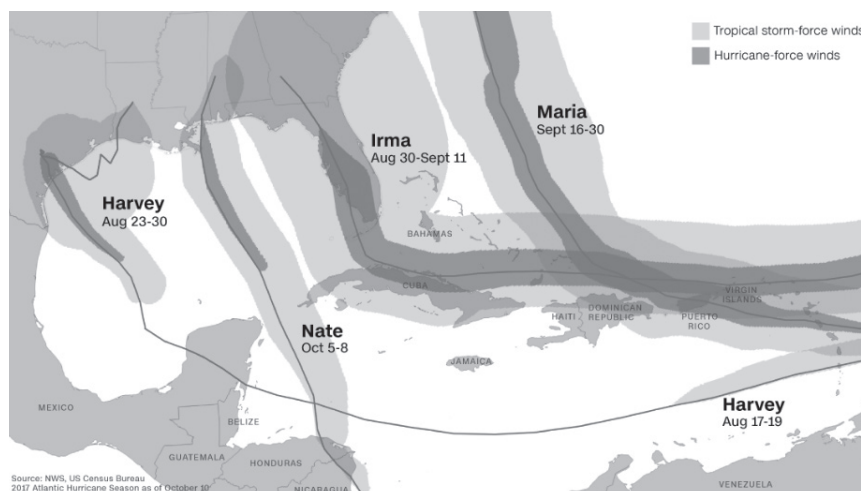 Tropical storm-force winds
Hurricane-force winds
Maria
Sept 16-30
Irma
Aug 30-Sept 11
Harvey
Aug 23-30
BAHAMAS
CUBA
VIRGIN
ISLANDS
HAITI
DOMINICAN
REPUBLIC
PUERTO
RICO
Nate
Oct 5-8
JAMAICA
MEXICO
BELIZE
Harvey
Aug 17-19
GUATEMALA
HONDURAS
NICARAGUA
VENEZUELA
Source: NWS, US Census Bureau
2017 Atlantic Hurricane Season as of October 10